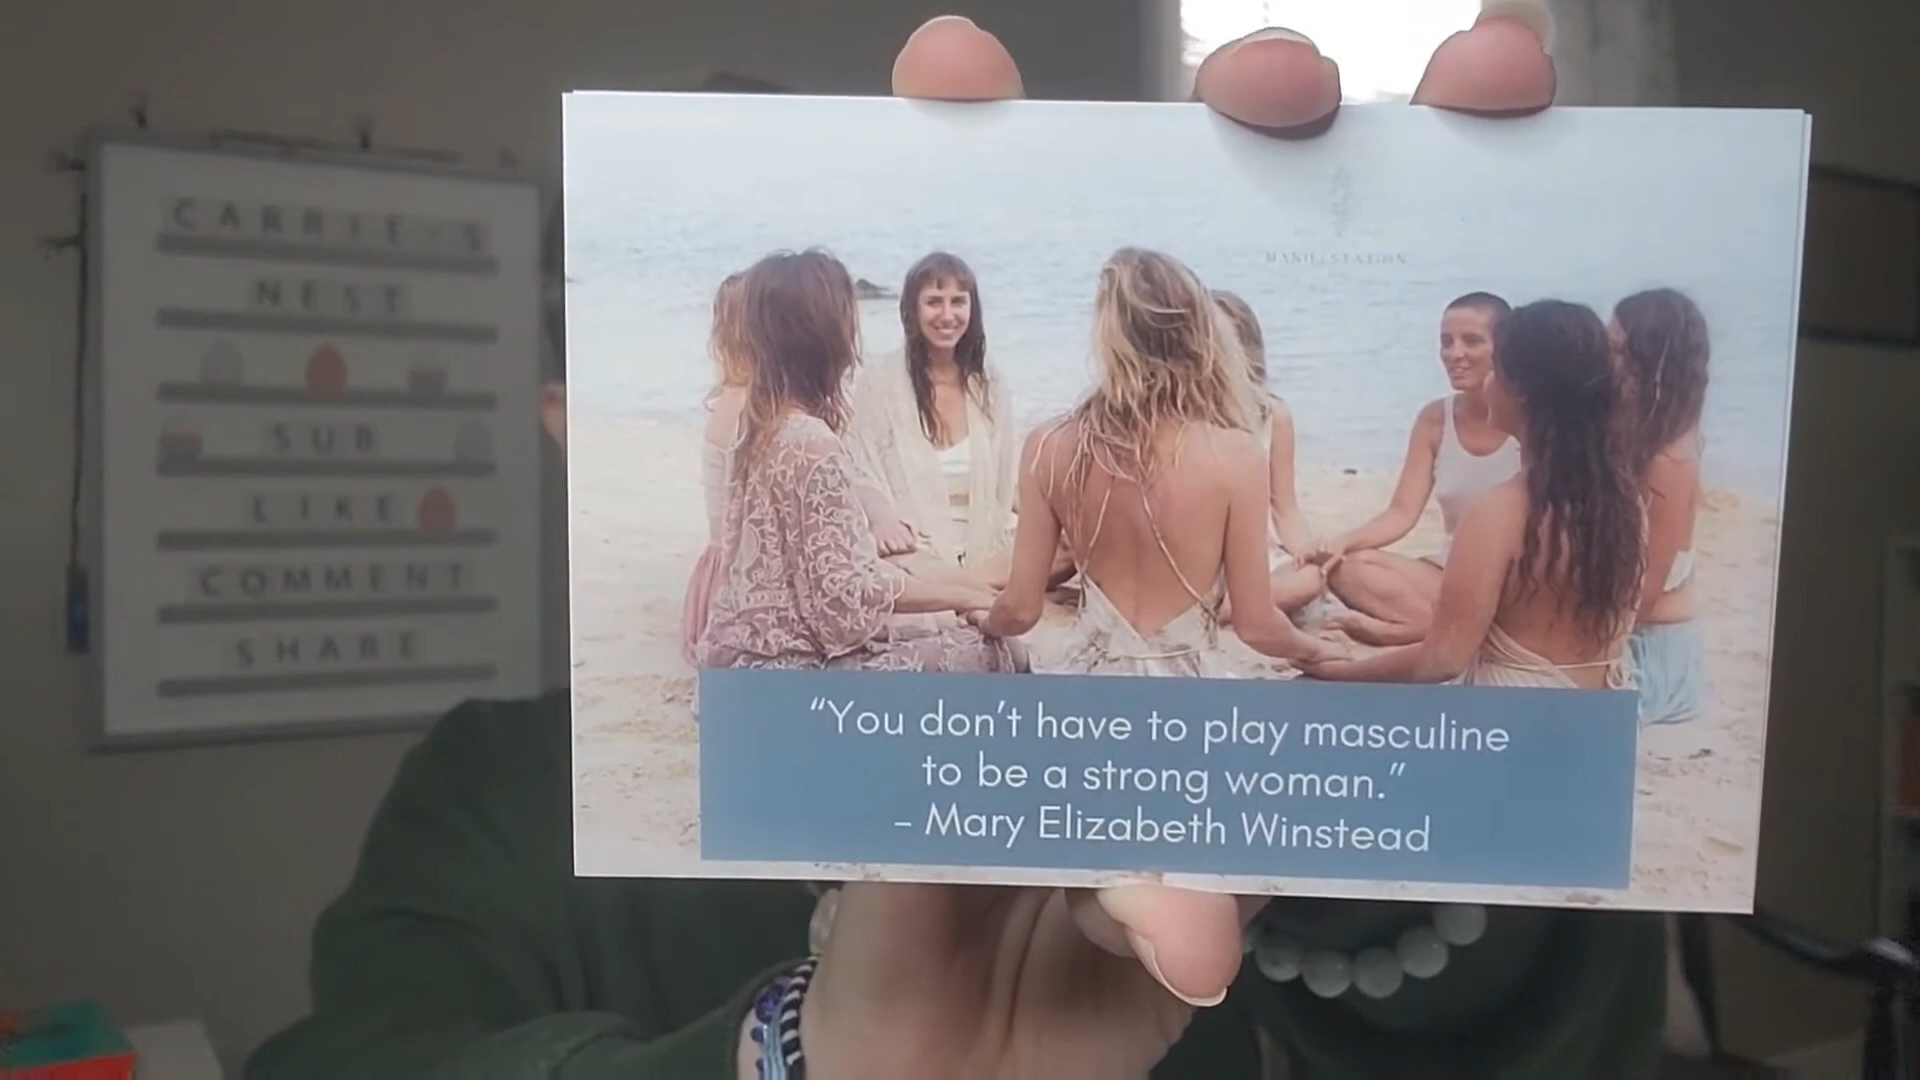 CARRIE'S
NEST
SUB
LIKE
COMMENT
SHARE
MANIFESTATION
“You don’t have to play masculine
to be a strong woman.”
– Mary Elizabeth Winstead